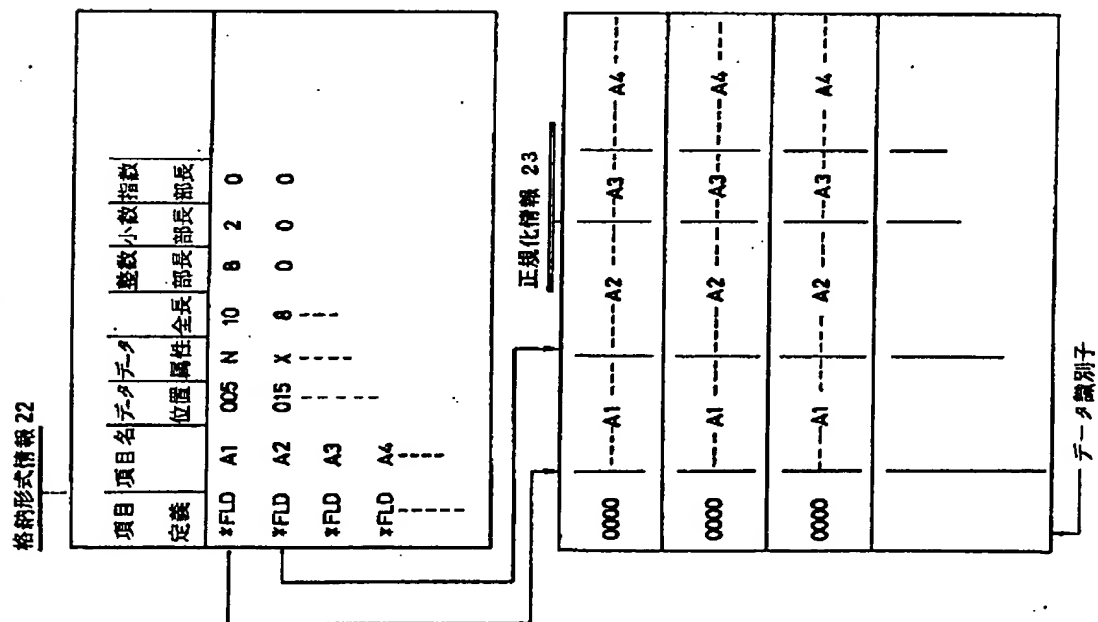 格納形式情報 22
項目 項目名 データ データ 整数 小数 指数
定義 位置 属性 全長 部長 部長 部長
*FLD A1 005 N 10 8 2 0
*FLD A2 015 X 8 0 0 0
*FLD A3
*FLD A4
正規化情報 23
0000 A1 A2 A3 A4
0000 A1 A2 A3 A4
0000 A1 A2 A3 A4
データ識別子